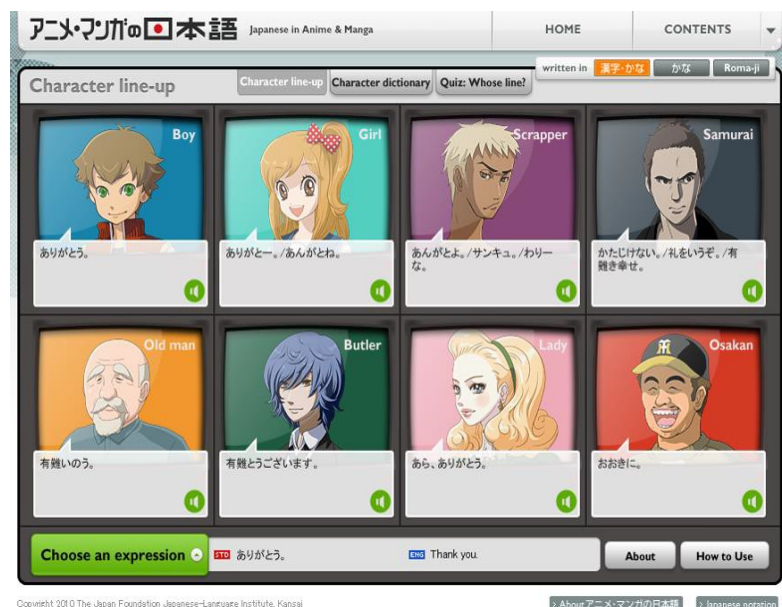 アニメ・マンガの日本語 Japanese in Anime & Manga HOME CONTENTS
written in 漢字・かな かな Roma-ji
Character line-up Character line-up Character dictionary Quiz: Whose line?
Boy
ありがとう。
Girl
ありがとー。/あんがとね。
Scrapper
あんがとよ。/サンキュ。/わりー
な。
Samurai
かたじけない。/礼をいうぞ。/有
難き幸せ。
Old man
有難いのう。
Butler
有難とうございます。
Lady
あら、ありがとう。
Osakan
おおきに。
Choose an expression STD ありがとう。 ENG Thank you. About How to Use
Copyright 2010 The Japan Foundation Japanese-Language Institute, Kansai > About アニメ・マンガの日本語 > Japanese notation